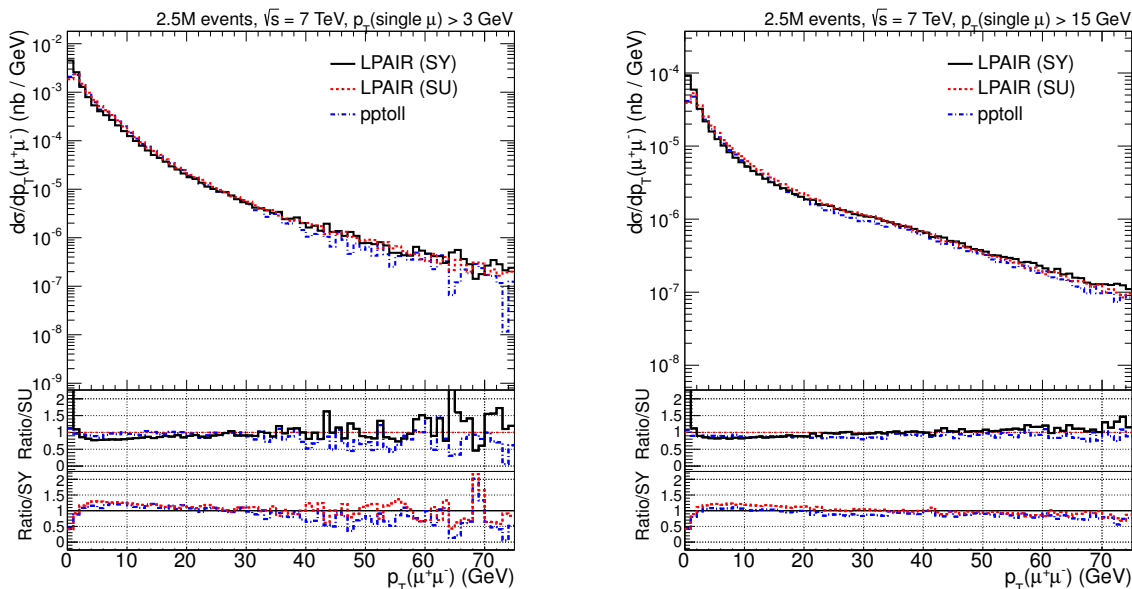 2.5M events, √s = 7 TeV, p_T(single μ) > 3 GeV
dσ/dp_T(μ⁺μ⁻) (nb / GeV)
10⁻²
10⁻³
10⁻⁴
10⁻⁵
10⁻⁶
10⁻⁷
10⁻⁸
10⁻⁹
LPAIR (SY)
LPAIR (SU)
pptoll
Ratio/SU
2
1.5
1
0.5
0
Ratio/SY
2
1.5
1
0.5
0
0 10 20 30 40 50 60 70
p_T(μ⁺μ⁻) (GeV)
2.5M events, √s = 7 TeV, p_T(single μ) > 15 GeV
dσ/dp_T(μ⁺μ⁻) (nb / GeV)
10⁻⁴
10⁻⁵
10⁻⁶
10⁻⁷
10⁻⁸
LPAIR (SY)
LPAIR (SU)
pptoll
Ratio/SU
2
1.5
1
0.5
0
Ratio/SY
2
1.5
1
0.5
0
0 10 20 30 40 50 60 70
p_T(μ⁺μ⁻) (GeV)